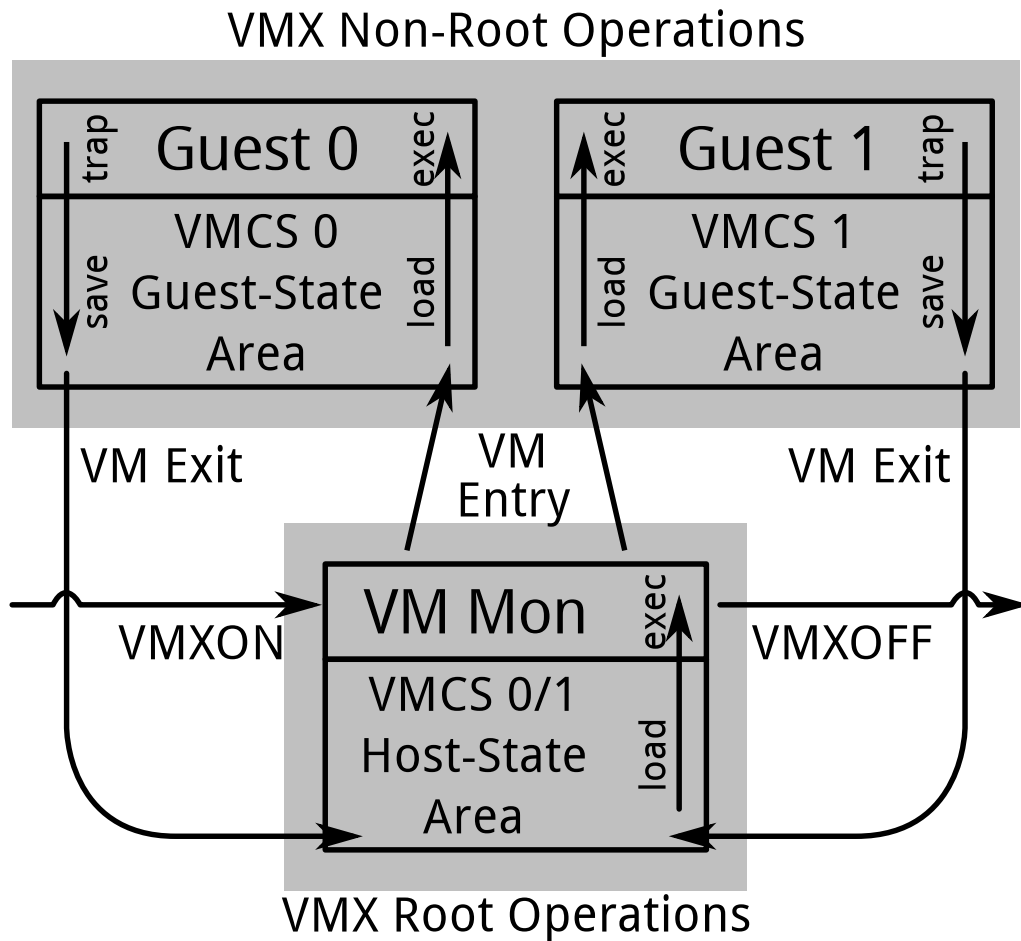 VMX Non-Root Operations
trap
Guest 0
exec
save
VMCS 0
Guest-State
Area
load
exec
Guest 1
trap
load
VMCS 1
Guest-State
Area
save
VM Exit
VM
Entry
VM Exit
VMXON
VM Mon
exec
VMXOFF
VMCS 0/1
Host-State
Area
load
VMX Root Operations